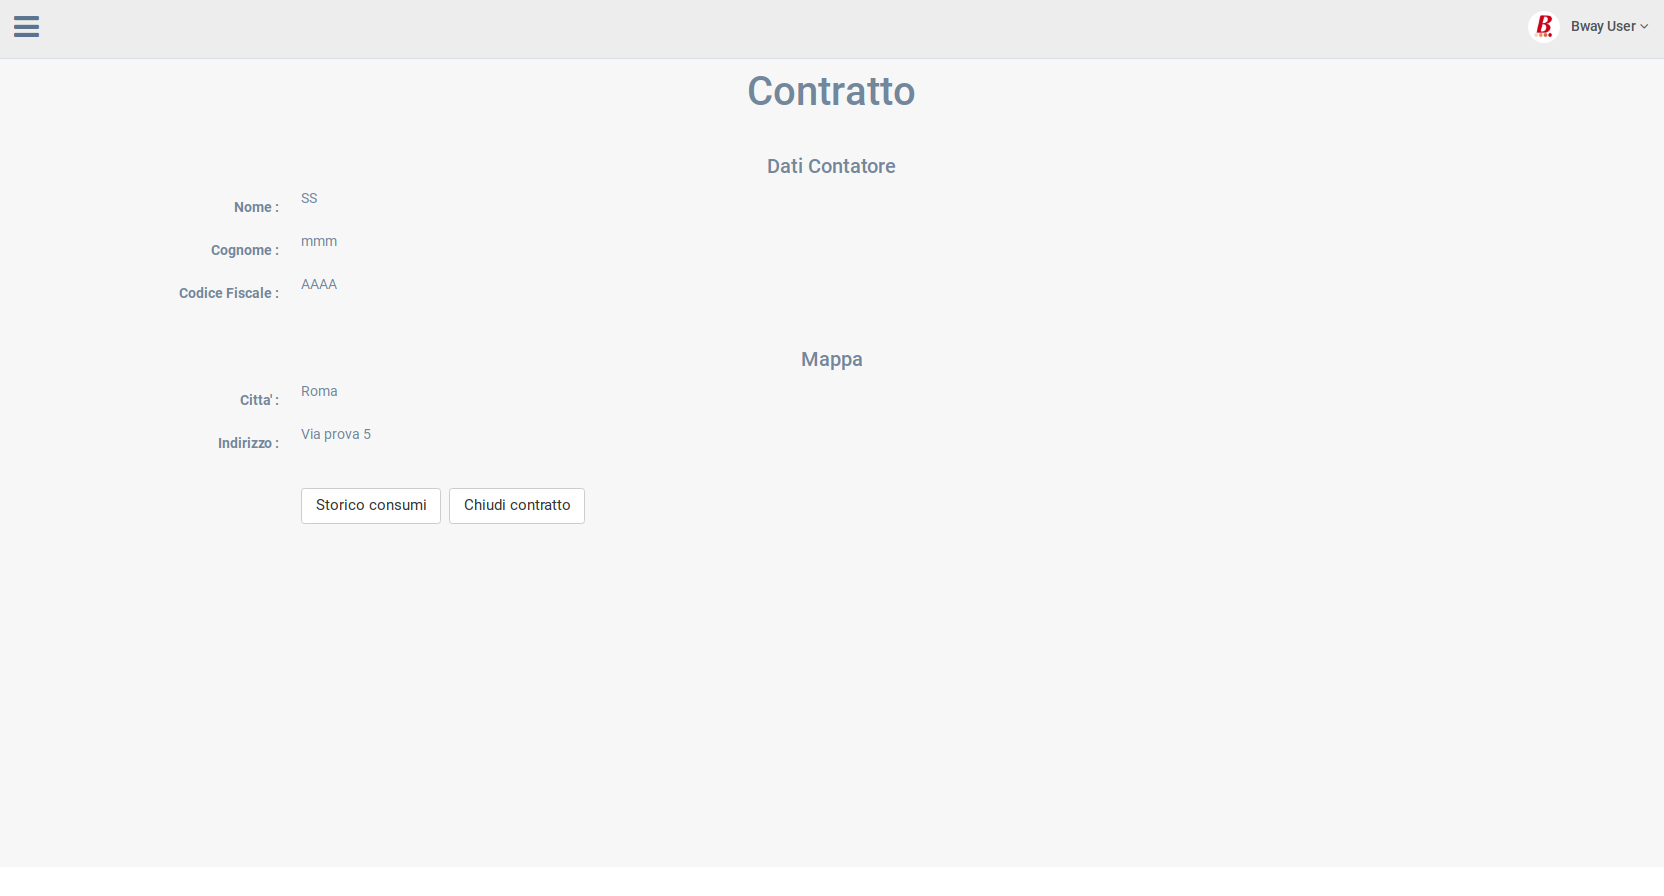 B
Bway User
Contratto
Dati Contatore
Nome : SS
Cognome : mmm
Codice Fiscale : AAAA
Mappa
Citta' : Roma
Indirizzo : Via prova 5
Storico consumi Chiudi contratto